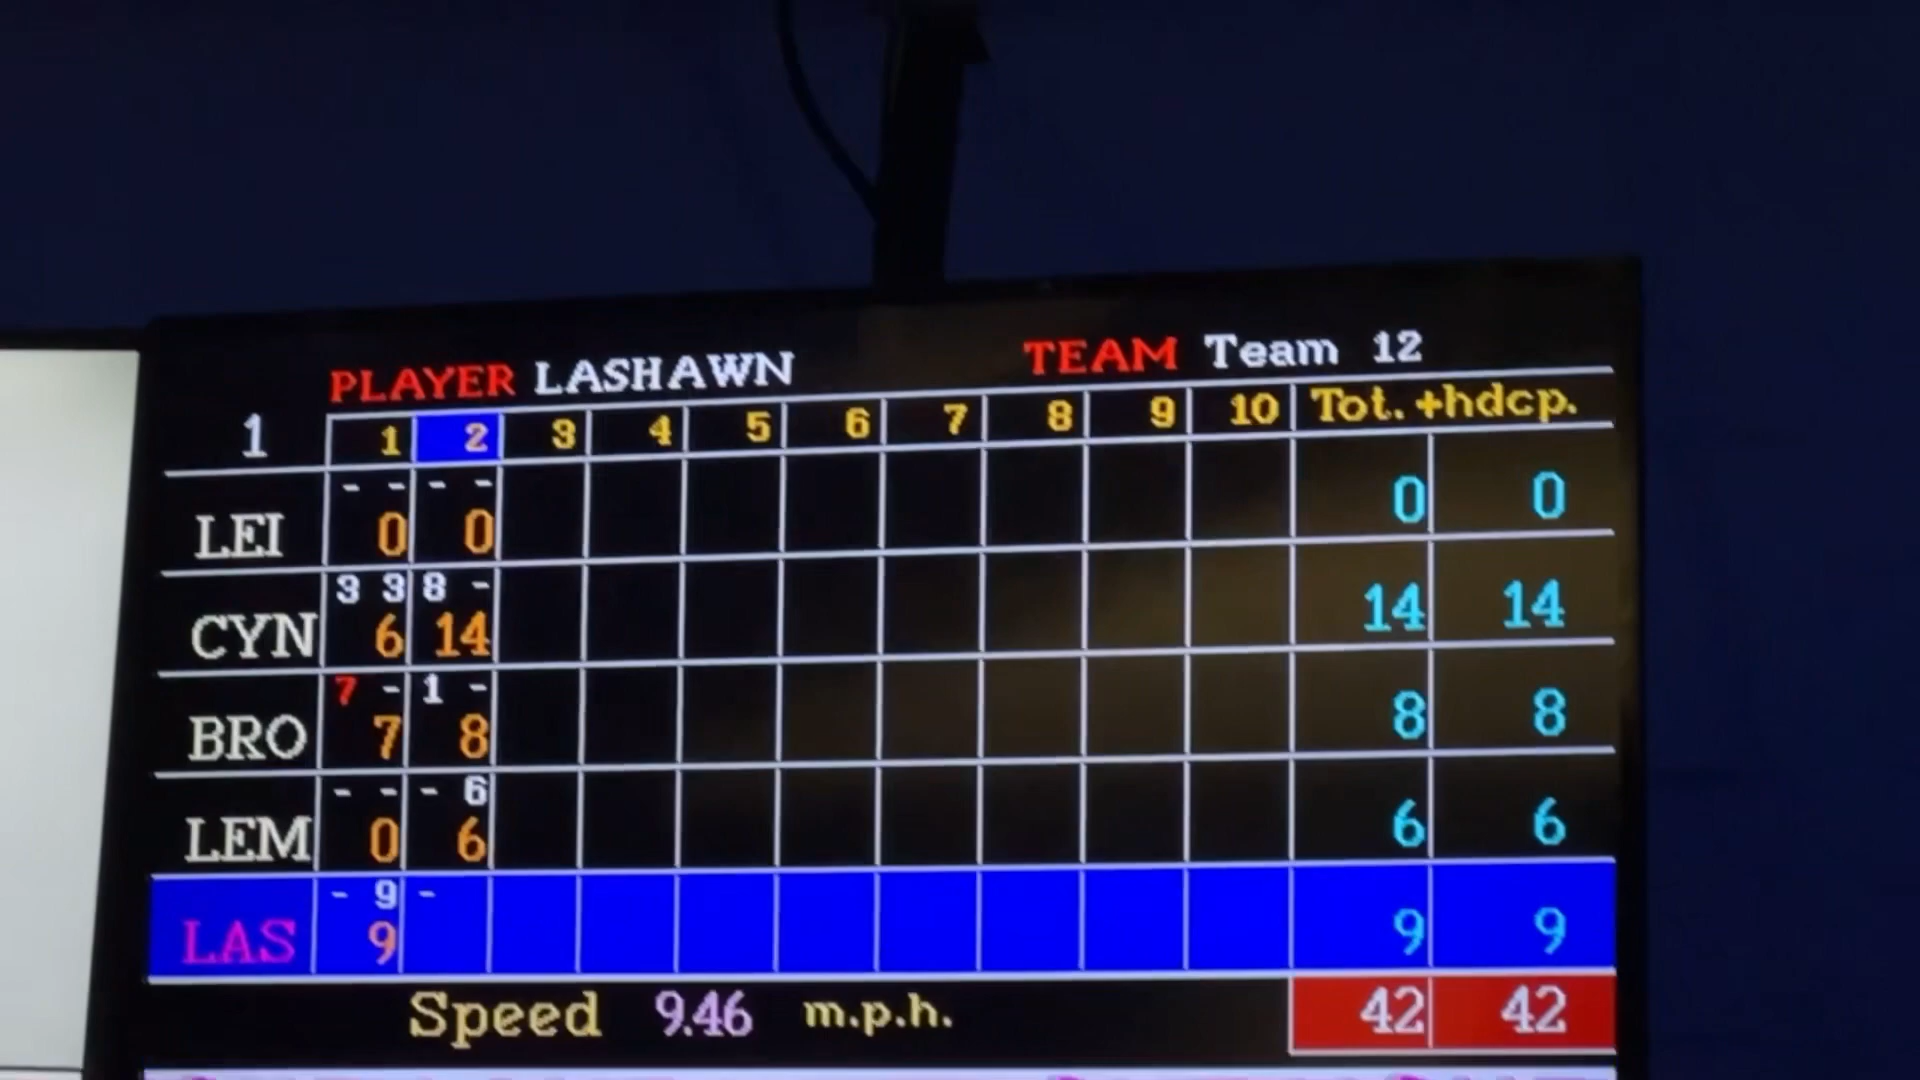 PLAYER LASHAWN TEAM Team 12
1 1 2 3 4 5 6 7 8 9 10 Tot. +hdcp.
- - - -
LEI 0 0 0 0
3 3 8 -
CYN 6 14 14 14
7 - 1 -
BRO 7 8 8 8
- - - 6
LEM 0 6 6 6
- 9 -
LAS 9 9 9
Speed 9.46 m.p.h. 42 42